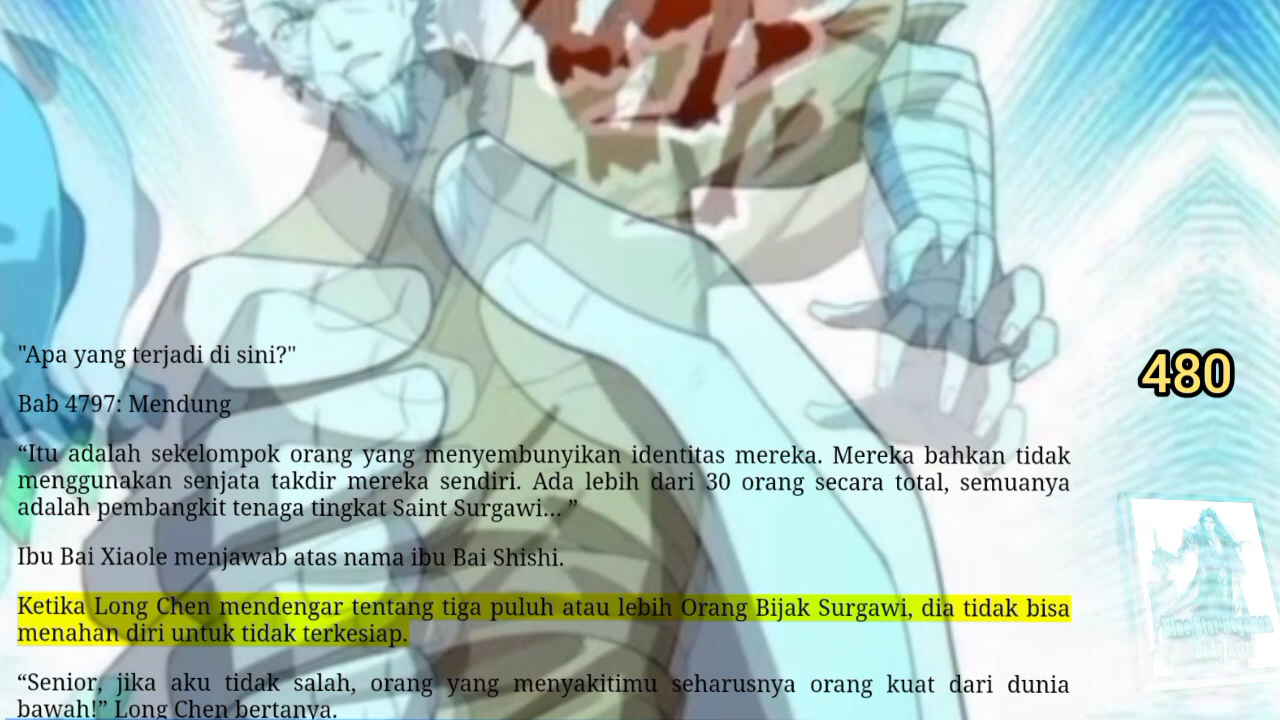 "Apa yang terjadi di sini?"
Bab 4797: Mendung
“Itu adalah sekelompok orang yang menyembunyikan identitas mereka. Mereka bahkan tidak
menggunakan senjata takdir mereka sendiri. Ada lebih dari 30 orang secara total, semuanya
adalah pembangkit tenaga tingkat Saint Surgawi... ”
Ibu Bai Xiaole menjawab atas nama ibu Bai Shishi.
Ketika Long Chen mendengar tentang tiga puluh atau lebih Orang Bijak Surgawi, dia tidak bisa
menahan diri untuk tidak terkesiap.
“Senior, jika aku tidak salah, orang yang menyakitimu seharusnya orang kuat dari dunia
bawah!” Long Chen bertanya.
480